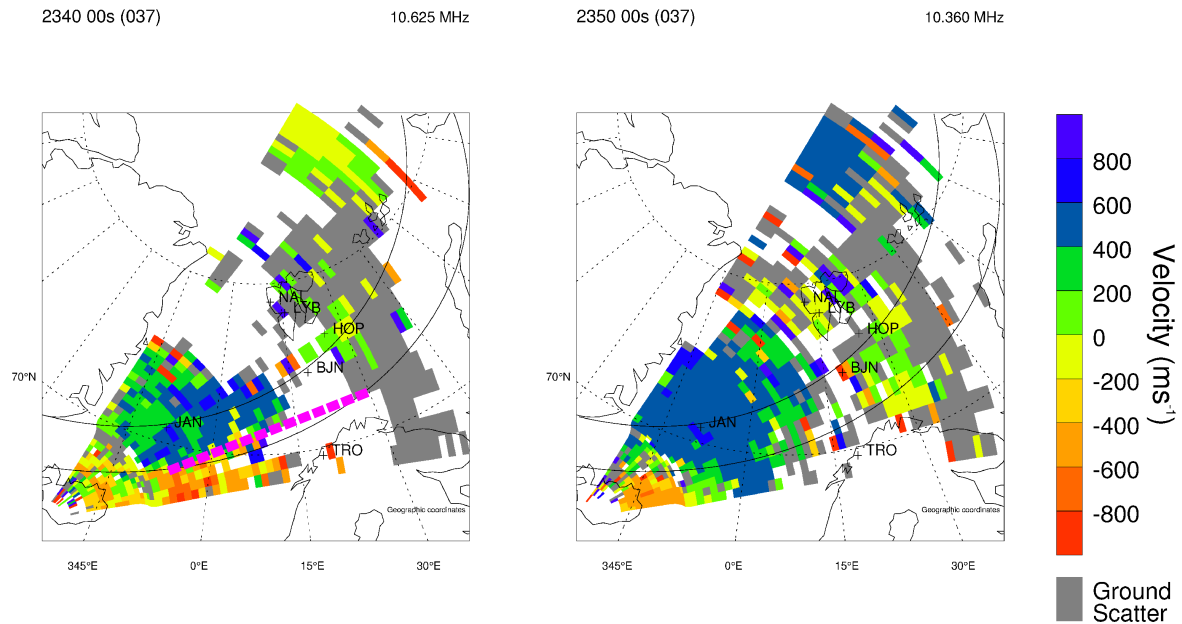 2340 00s (037)
10.625 MHz
2350 00s (037)
10.360 MHz
NAL
LYB
HOP
BJN
JAN
TRO
70°N
Geographic coordinates
345°E
0°E
15°E
30°E
NAL
LYB
HOP
BJN
JAN
TRO
70°N
Geographic coordinates
345°E
0°E
15°E
30°E
800
600
400
200
0
-200
-400
-600
-800
Velocity (ms⁻¹)
Ground
Scatter